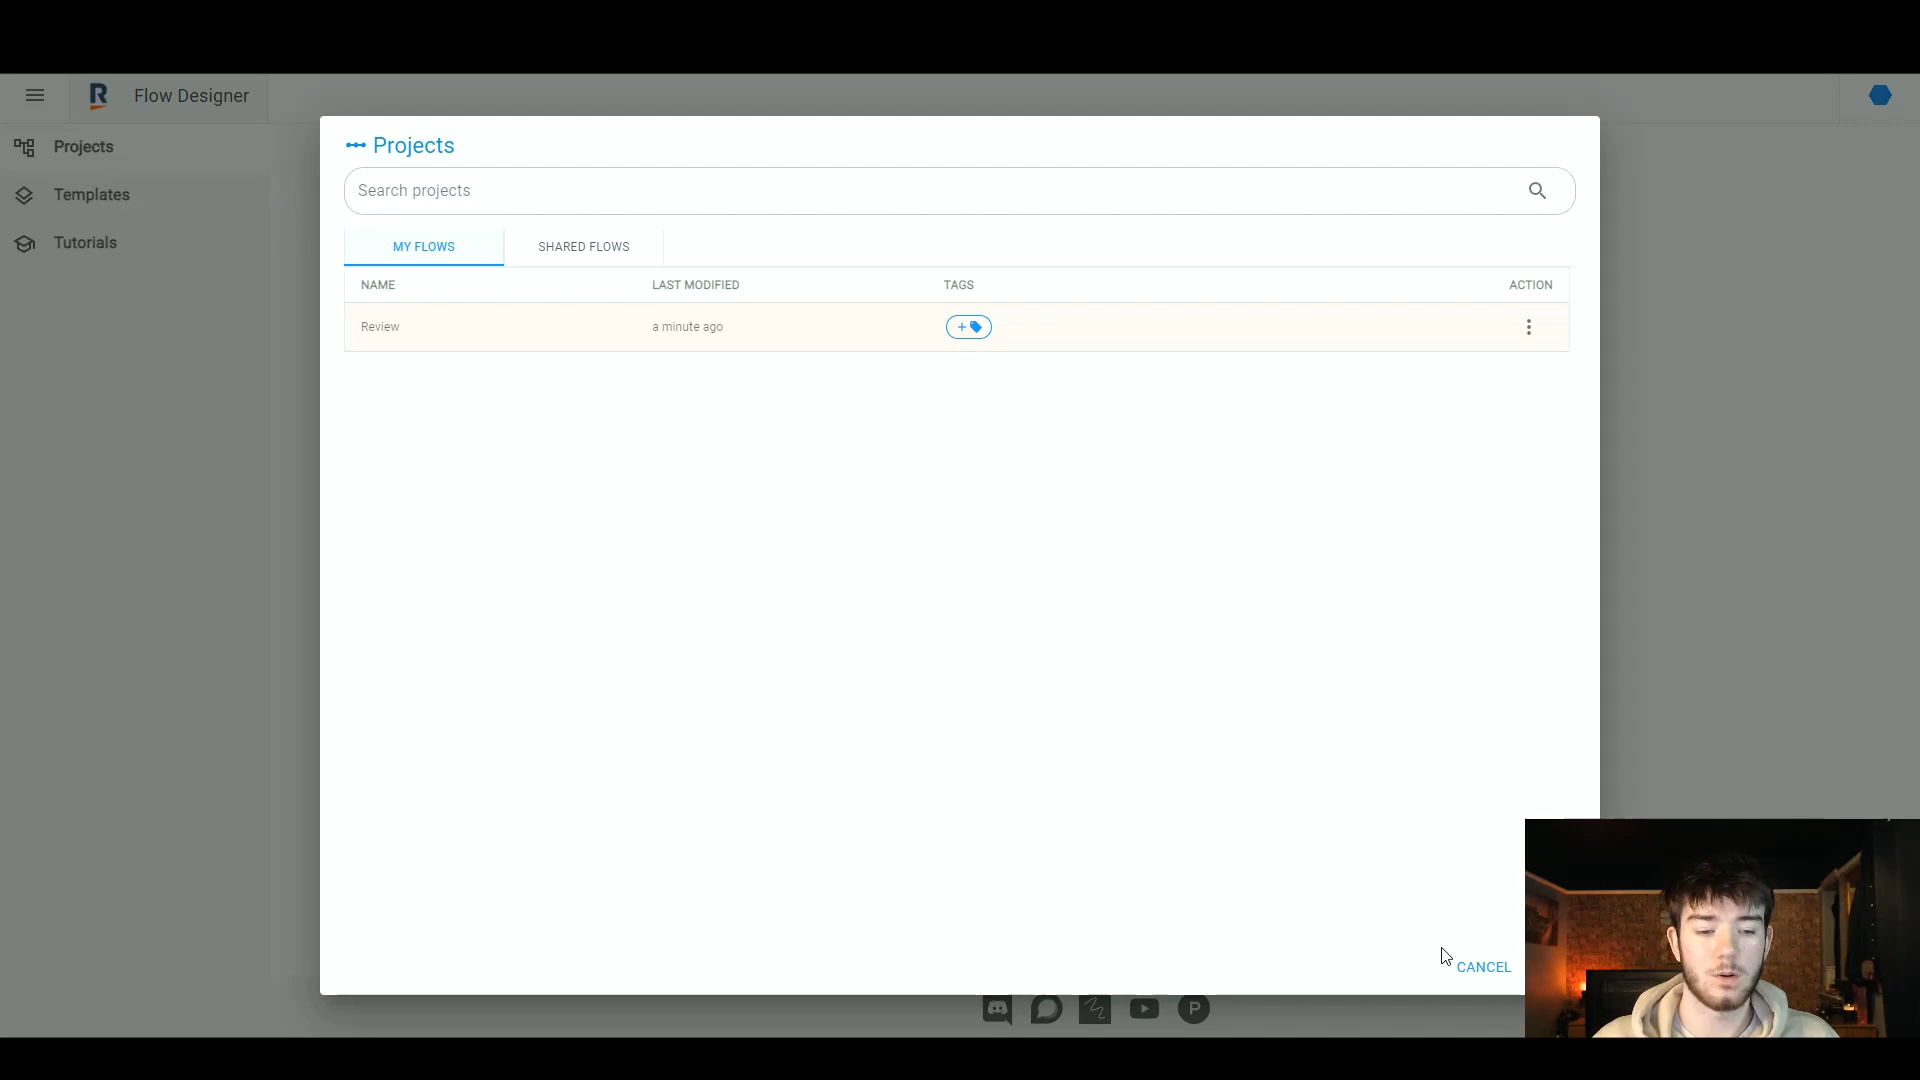 Flow Designer
Projects
Templates
Tutorials
Projects
Search projects
MY FLOWS
SHARED FLOWS
NAME
LAST MODIFIED
TAGS
ACTION
Review
a minute ago
+
CANCEL
P